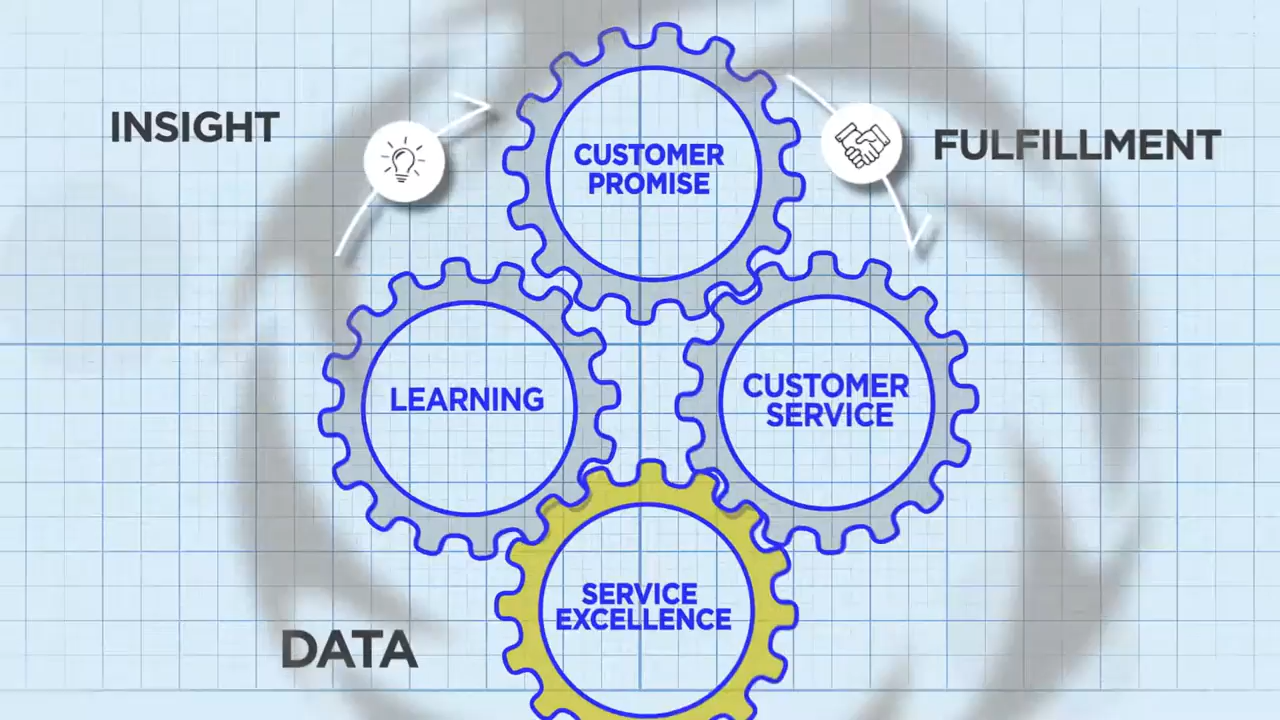 INSIGHT
FULFILLMENT
CUSTOMER
PROMISE
LEARNING
CUSTOMER
SERVICE
SERVICE
EXCELLENCE
DATA